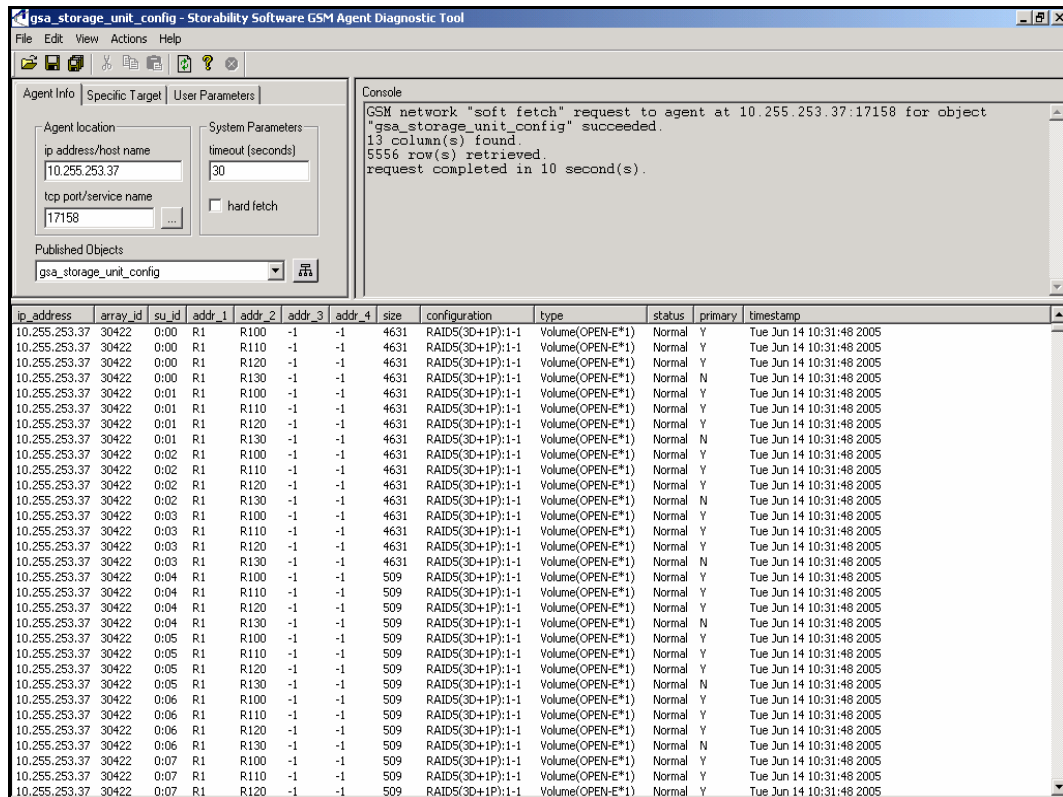 gsa_storage_unit_config - Storability Software GSM Agent Diagnostic Tool
File Edit View Actions Help
Agent Info Specific Target User Parameters
Agent location
ip address/host name
10.255.253.37
tcp port/service name
17158
...
System Parameters
timeout (seconds)
30
hard fetch
Published Objects
gsa_storage_unit_config
Console
GSM network "soft fetch" request to agent at 10.255.253.37:17158 for object
"gsa_storage_unit_config" succeeded.
13 column(s) found.
5556 row(s) retrieved.
request completed in 10 second(s).
ip_address array_id su_id addr_1 addr_2 addr_3 addr_4 size configuration type status primary timestamp
10.255.253.37 30422 0:00 R1 R100 -1 -1 4631 RAID5(3D+1P):1-1 Volume(OPEN-E*1) Normal Y Tue Jun 14 10:31:48 2005
10.255.253.37 30422 0:00 R1 R110 -1 -1 4631 RAID5(3D+1P):1-1 Volume(OPEN-E*1) Normal Y Tue Jun 14 10:31:48 2005
10.255.253.37 30422 0:00 R1 R120 -1 -1 4631 RAID5(3D+1P):1-1 Volume(OPEN-E*1) Normal Y Tue Jun 14 10:31:48 2005
10.255.253.37 30422 0:00 R1 R130 -1 -1 4631 RAID5(3D+1P):1-1 Volume(OPEN-E*1) Normal N Tue Jun 14 10:31:48 2005
10.255.253.37 30422 0:01 R1 R100 -1 -1 4631 RAID5(3D+1P):1-1 Volume(OPEN-E*1) Normal Y Tue Jun 14 10:31:48 2005
10.255.253.37 30422 0:01 R1 R110 -1 -1 4631 RAID5(3D+1P):1-1 Volume(OPEN-E*1) Normal Y Tue Jun 14 10:31:48 2005
10.255.253.37 30422 0:01 R1 R120 -1 -1 4631 RAID5(3D+1P):1-1 Volume(OPEN-E*1) Normal Y Tue Jun 14 10:31:48 2005
10.255.253.37 30422 0:01 R1 R130 -1 -1 4631 RAID5(3D+1P):1-1 Volume(OPEN-E*1) Normal N Tue Jun 14 10:31:48 2005
10.255.253.37 30422 0:02 R1 R100 -1 -1 4631 RAID5(3D+1P):1-1 Volume(OPEN-E*1) Normal Y Tue Jun 14 10:31:48 2005
10.255.253.37 30422 0:02 R1 R110 -1 -1 4631 RAID5(3D+1P):1-1 Volume(OPEN-E*1) Normal Y Tue Jun 14 10:31:48 2005
10.255.253.37 30422 0:02 R1 R120 -1 -1 4631 RAID5(3D+1P):1-1 Volume(OPEN-E*1) Normal Y Tue Jun 14 10:31:48 2005
10.255.253.37 30422 0:02 R1 R130 -1 -1 4631 RAID5(3D+1P):1-1 Volume(OPEN-E*1) Normal N Tue Jun 14 10:31:48 2005
10.255.253.37 30422 0:03 R1 R100 -1 -1 4631 RAID5(3D+1P):1-1 Volume(OPEN-E*1) Normal Y Tue Jun 14 10:31:48 2005
10.255.253.37 30422 0:03 R1 R110 -1 -1 4631 RAID5(3D+1P):1-1 Volume(OPEN-E*1) Normal Y Tue Jun 14 10:31:48 2005
10.255.253.37 30422 0:03 R1 R120 -1 -1 4631 RAID5(3D+1P):1-1 Volume(OPEN-E*1) Normal Y Tue Jun 14 10:31:48 2005
10.255.253.37 30422 0:03 R1 R130 -1 -1 4631 RAID5(3D+1P):1-1 Volume(OPEN-E*1) Normal N Tue Jun 14 10:31:48 2005
10.255.253.37 30422 0:04 R1 R100 -1 -1 509 RAID5(3D+1P):1-1 Volume(OPEN-E*1) Normal Y Tue Jun 14 10:31:48 2005
10.255.253.37 30422 0:04 R1 R110 -1 -1 509 RAID5(3D+1P):1-1 Volume(OPEN-E*1) Normal Y Tue Jun 14 10:31:48 2005
10.255.253.37 30422 0:04 R1 R120 -1 -1 509 RAID5(3D+1P):1-1 Volume(OPEN-E*1) Normal Y Tue Jun 14 10:31:48 2005
10.255.253.37 30422 0:04 R1 R130 -1 -1 509 RAID5(3D+1P):1-1 Volume(OPEN-E*1) Normal N Tue Jun 14 10:31:48 2005
10.255.253.37 30422 0:05 R1 R100 -1 -1 509 RAID5(3D+1P):1-1 Volume(OPEN-E*1) Normal Y Tue Jun 14 10:31:48 2005
10.255.253.37 30422 0:05 R1 R110 -1 -1 509 RAID5(3D+1P):1-1 Volume(OPEN-E*1) Normal Y Tue Jun 14 10:31:48 2005
10.255.253.37 30422 0:05 R1 R120 -1 -1 509 RAID5(3D+1P):1-1 Volume(OPEN-E*1) Normal Y Tue Jun 14 10:31:48 2005
10.255.253.37 30422 0:05 R1 R130 -1 -1 509 RAID5(3D+1P):1-1 Volume(OPEN-E*1) Normal N Tue Jun 14 10:31:48 2005
10.255.253.37 30422 0:06 R1 R100 -1 -1 509 RAID5(3D+1P):1-1 Volume(OPEN-E*1) Normal Y Tue Jun 14 10:31:48 2005
10.255.253.37 30422 0:06 R1 R110 -1 -1 509 RAID5(3D+1P):1-1 Volume(OPEN-E*1) Normal Y Tue Jun 14 10:31:48 2005
10.255.253.37 30422 0:06 R1 R120 -1 -1 509 RAID5(3D+1P):1-1 Volume(OPEN-E*1) Normal Y Tue Jun 14 10:31:48 2005
10.255.253.37 30422 0:06 R1 R130 -1 -1 509 RAID5(3D+1P):1-1 Volume(OPEN-E*1) Normal N Tue Jun 14 10:31:48 2005
10.255.253.37 30422 0:07 R1 R100 -1 -1 509 RAID5(3D+1P):1-1 Volume(OPEN-E*1) Normal Y Tue Jun 14 10:31:48 2005
10.255.253.37 30422 0:07 R1 R110 -1 -1 509 RAID5(3D+1P):1-1 Volume(OPEN-E*1) Normal Y Tue Jun 14 10:31:48 2005
10.255.253.37 30422 0:07 R1 R120 -1 -1 509 RAID5(3D+1P):1-1 Volume(OPEN-E*1) Normal Y Tue Jun 14 10:31:48 2005